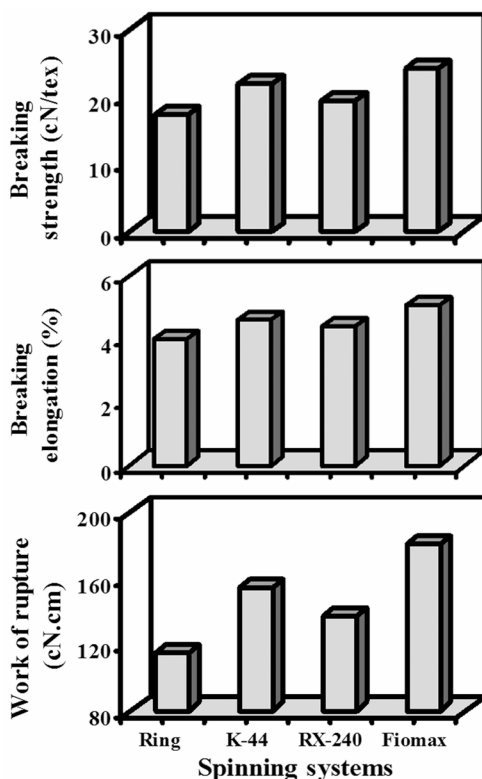 30
20
10
0
Breaking
strength (cN/tex)
6
4
2
0
Breaking
elongation (%)
200
160
120
80
Work of rupture
(cN.cm)
Ring K-44 RX-240 Fiomax
Spinning systems